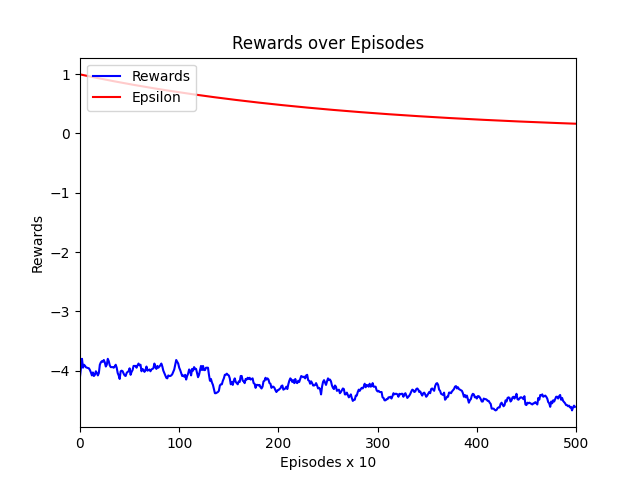 Rewards over Episodes
Rewards
Epsilon
1
0
−1
−2
−3
−4
Rewards
0 100 200 300 400 500
Episodes x 10